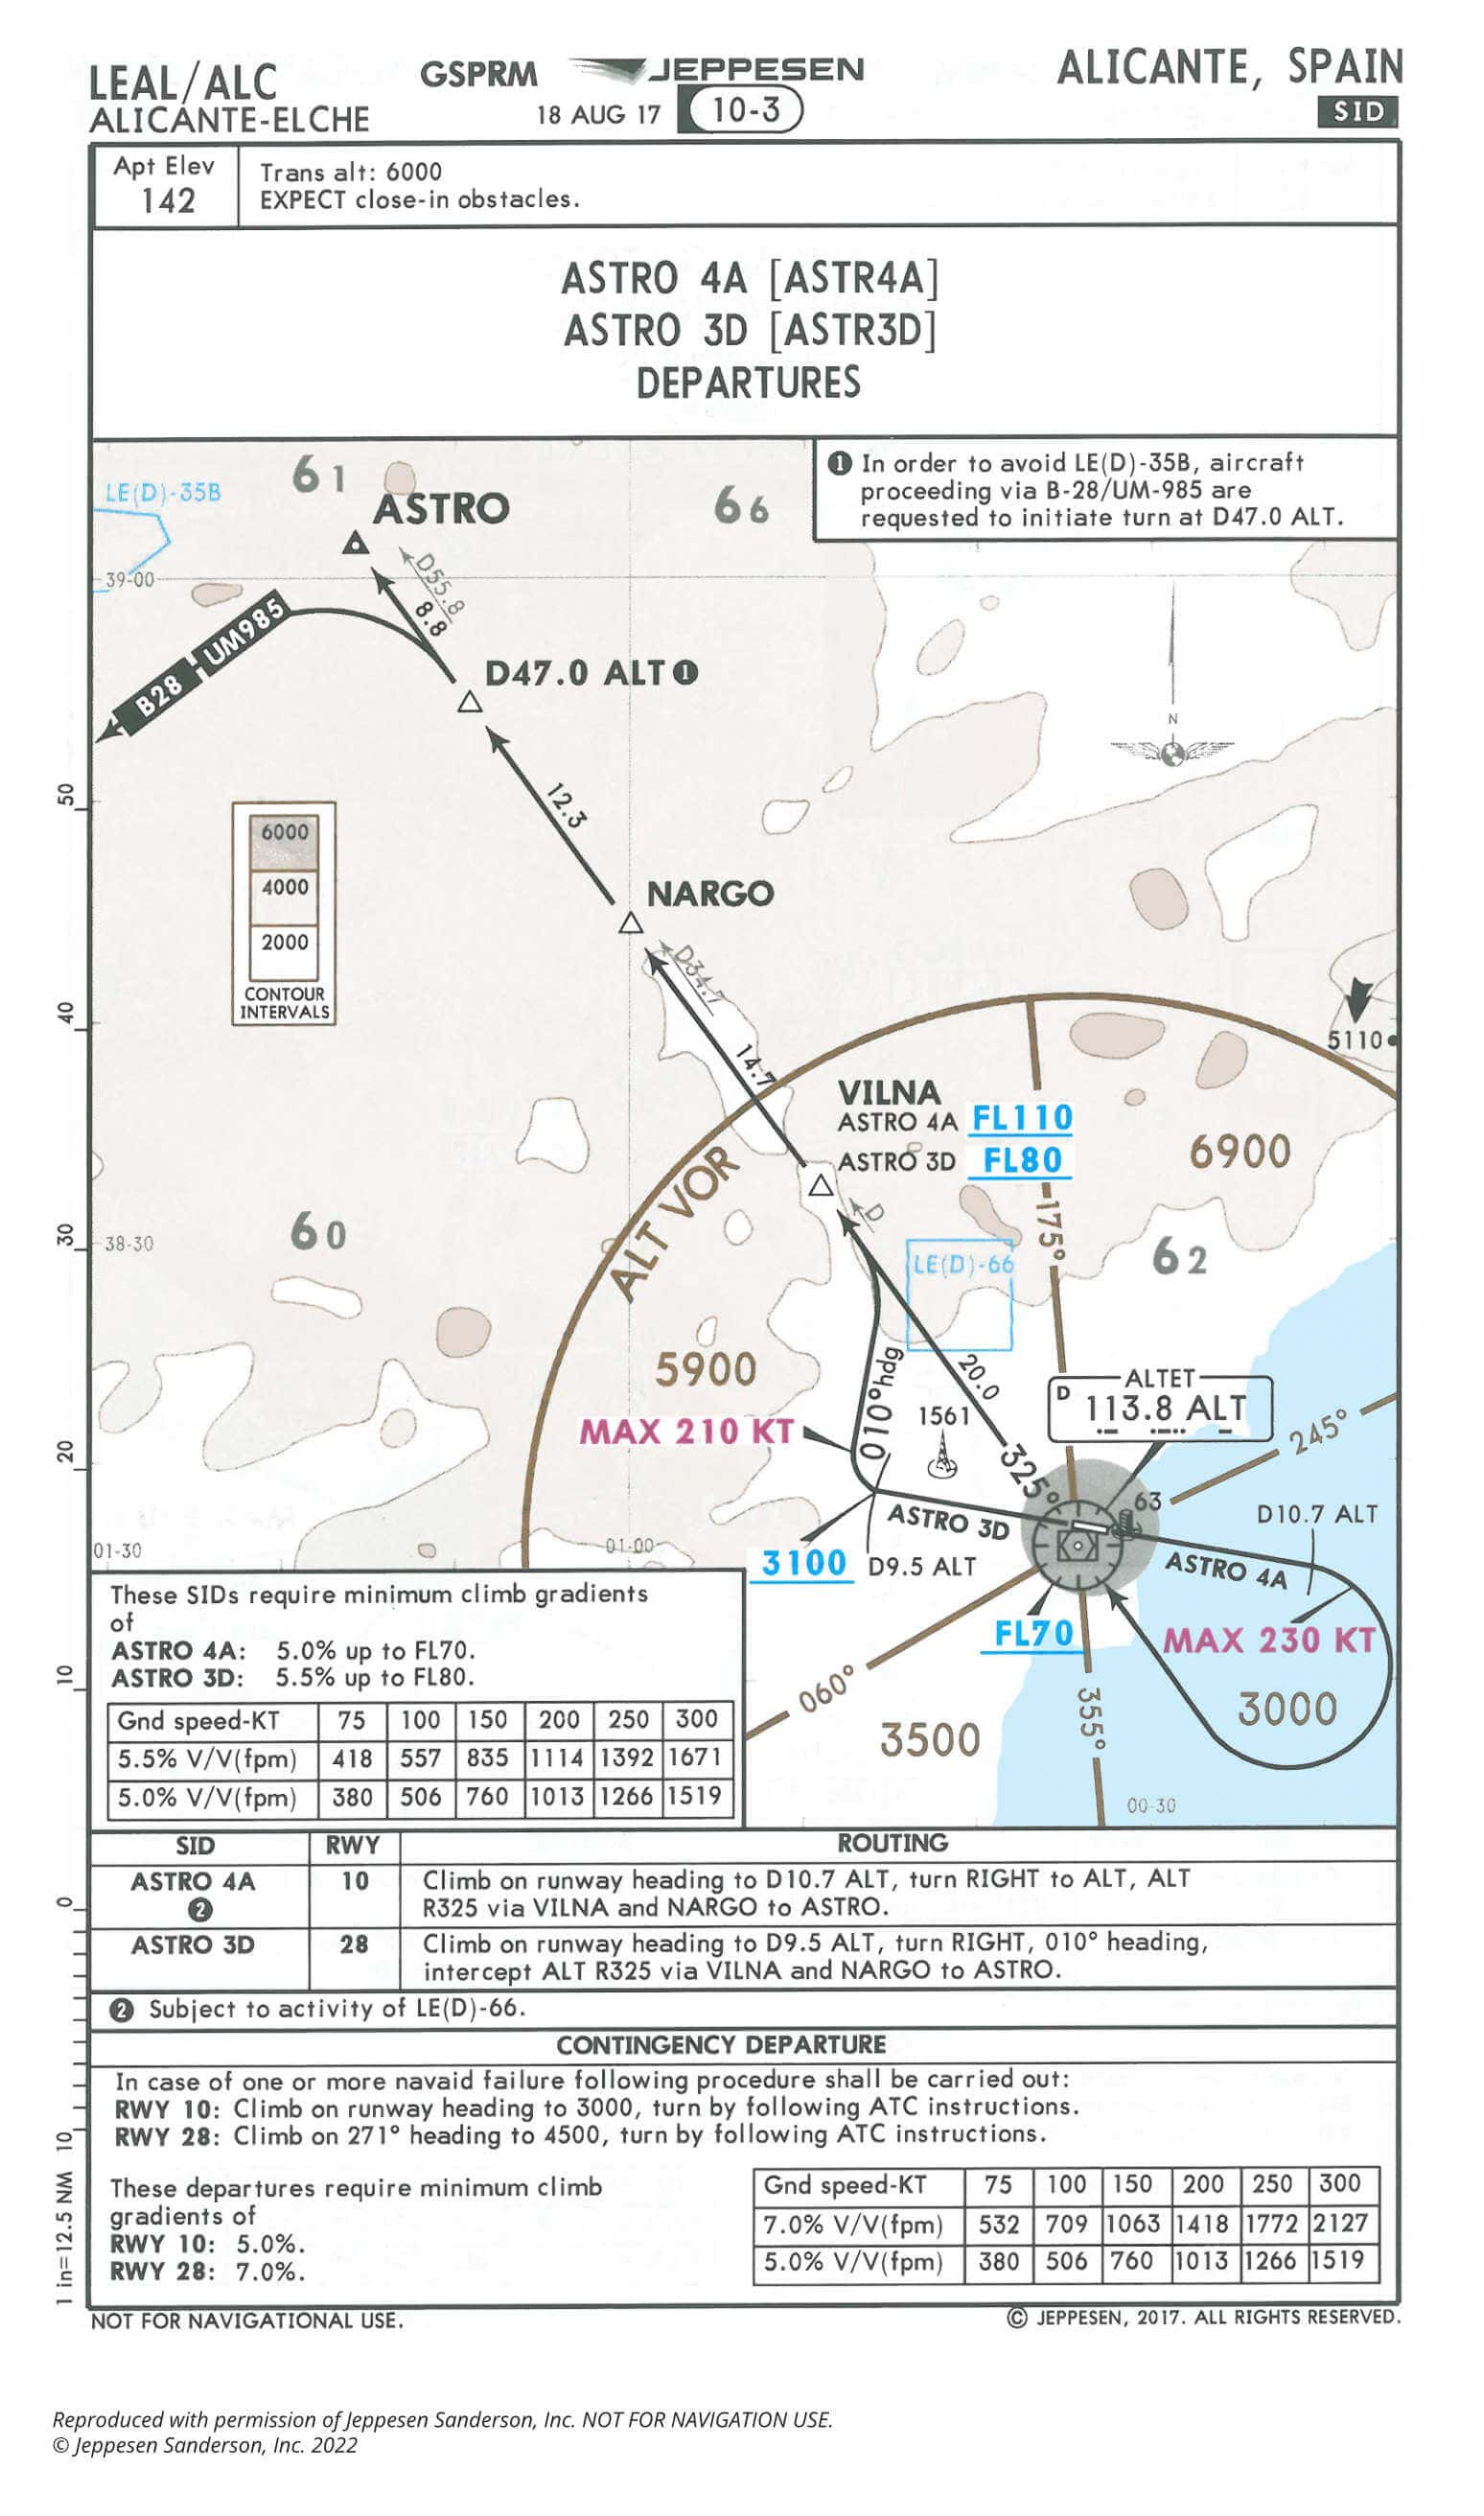 LEAL/ALC
ALICANTE-ELCHE
GSPRM
JEPPESEN
18 AUG 17
10-3
ALICANTE, SPAIN
SID
Apt Elev
142
Trans alt: 6000
EXPECT close-in obstacles.
ASTRO 4A [ASTR4A]
ASTRO 3D [ASTR3D]
DEPARTURES
❶ In order to avoid LE(D)-35B, aircraft
proceeding via B-28/UM-985 are
requested to initiate turn at D47.0 ALT.
LE(D)-35B
61
ASTRO
66
39-00
D55.8
8.8
B28 UM985
D47.0 ALT ❶
N
12.3
50
6000
4000
2000
CONTOUR
INTERVALS
NARGO
D34.7
40
5110
14.7
VILNA
ASTRO 4A FL110
ASTRO 3D FL80
6900
ALT VOR
D
175°
60
38-30
30
62
LE(D)-66
5900
010°hdg
20.0
ALTET
D 113.8 ALT
MAX 210 KT
1561
20
245°
325°
63
D10.7 ALT
ASTRO 3D
01-30
01-00
3100
D9.5 ALT
ASTRO 4A
FL70
MAX 230 KT
060°
3500
355°
3000
00-30
These SIDs require minimum climb gradients
of
ASTRO 4A: 5.0% up to FL70.
ASTRO 3D: 5.5% up to FL80.
10
Gnd speed-KT 75 100 150 200 250 300
5.5% V/V(fpm) 418 557 835 1114 1392 1671
5.0% V/V(fpm) 380 506 760 1013 1266 1519
SID RWY ROUTING
ASTRO 4A ❷ 10 Climb on runway heading to D10.7 ALT, turn RIGHT to ALT, ALT
R325 via VILNA and NARGO to ASTRO.
0
ASTRO 3D 28 Climb on runway heading to D9.5 ALT, turn RIGHT, 010° heading,
intercept ALT R325 via VILNA and NARGO to ASTRO.
❷ Subject to activity of LE(D)-66.
CONTINGENCY DEPARTURE
In case of one or more navaid failure following procedure shall be carried out:
RWY 10: Climb on runway heading to 3000, turn by following ATC instructions.
RWY 28: Climb on 271° heading to 4500, turn by following ATC instructions.
10
1 in=12.5 NM
These departures require minimum climb
gradients of
RWY 10: 5.0%.
RWY 28: 7.0%.
Gnd speed-KT 75 100 150 200 250 300
7.0% V/V(fpm) 532 709 1063 1418 1772 2127
5.0% V/V(fpm) 380 506 760 1013 1266 1519
NOT FOR NAVIGATIONAL USE.
© JEPPESEN, 2017. ALL RIGHTS RESERVED.
Reproduced with permission of Jeppesen Sanderson, Inc. NOT FOR NAVIGATION USE.
© Jeppesen Sanderson, Inc. 2022